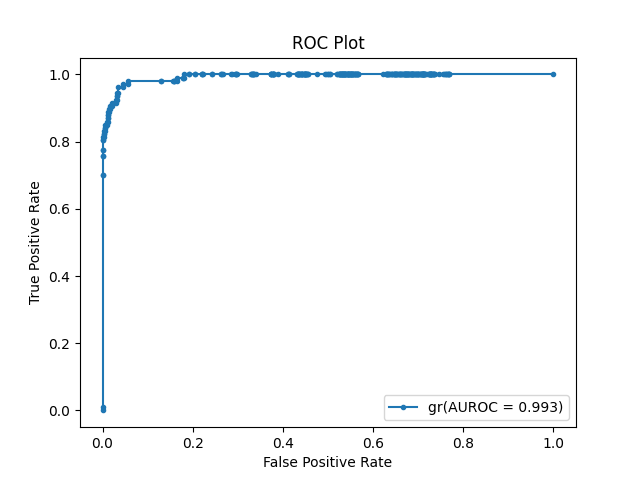 ROC Plot
True Positive Rate
1.0
0.8
0.6
0.4
0.2
0.0
gr(AUROC = 0.993)
0.0 0.2 0.4 0.6 0.8 1.0
False Positive Rate